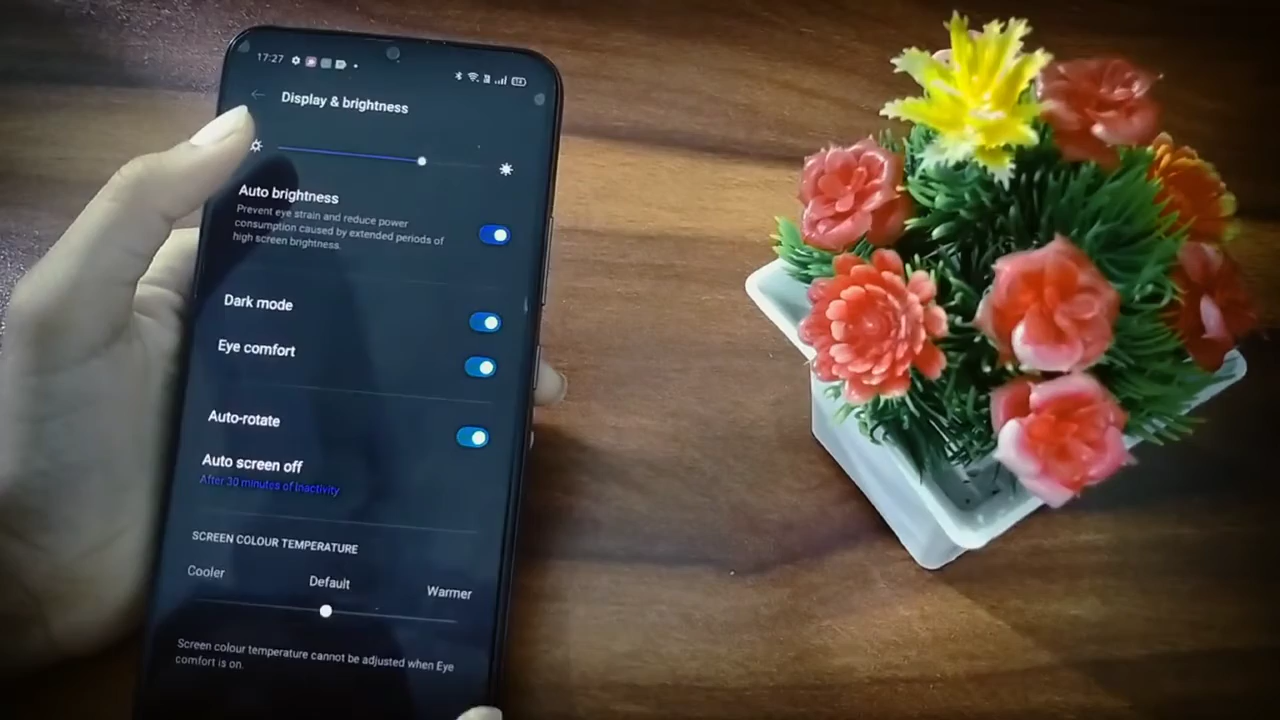 17:27
Display & brightness
Auto brightness
Prevent eye strain and reduce power
consumption caused by extended periods of
high screen brightness.
Dark mode
Eye comfort
Auto-rotate
Auto screen off
After 30 minutes of inactivity
SCREEN COLOUR TEMPERATURE
Cooler
Default
Warmer
Screen colour temperature cannot be adjusted when Eye
comfort is on.